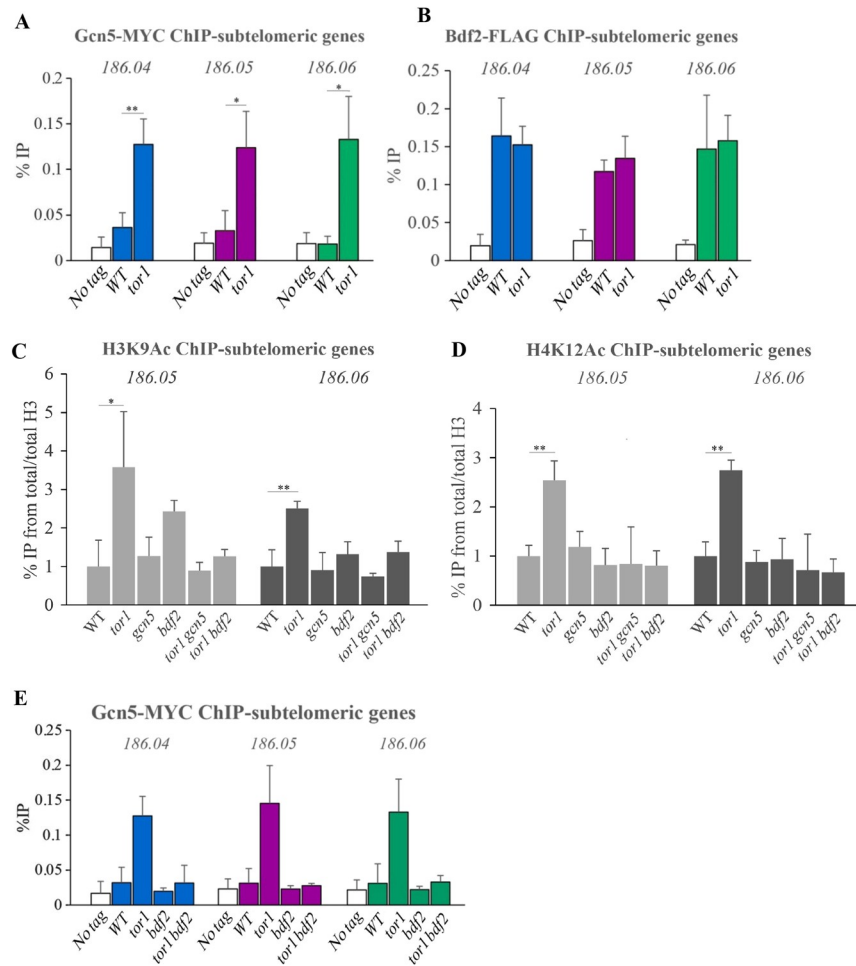 A
Gcn5-MYC ChIP-subtelomeric genes
186.04 186.05 186.06
0.2
0.15
0.1
0.05
0
% IP
** * *
No tag WT tor1 No tag WT tor1 No tag WT tor1
B
Bdf2-FLAG ChIP-subtelomeric genes
186.04 186.05 186.06
0.25
0.2
0.15
0.1
0.05
0
% IP
No tag WT tor1 No tag WT tor1 No tag WT tor1
C
H3K9Ac ChIP-subtelomeric genes
186.05 186.06
6
5
4
3
2
1
0
% IP from total/total H3
* **
WT tor1 gcn5 bdf2 tor1 gcn5 tor1 bdf2 WT tor1 gcn5 bdf2 tor1 gcn5 tor1 bdf2
D
H4K12Ac ChIP-subtelomeric genes
186.05 186.06
4
3
2
1
0
% IP from total/total H3
** **
WT tor1 gcn5 bdf2 tor1 gcn5 tor1 bdf2 WT tor1 gcn5 bdf2 tor1 gcn5 tor1 bdf2
E
Gcn5-MYC ChIP-subtelomeric genes
186.04 186.05 186.06
0.25
0.2
0.15
0.1
0.05
0
%IP
No tag WT tor1 bdf2 tor1 bdf2 No tag WT tor1 bdf2 tor1 bdf2 No tag WT tor1 bdf2 tor1 bdf2